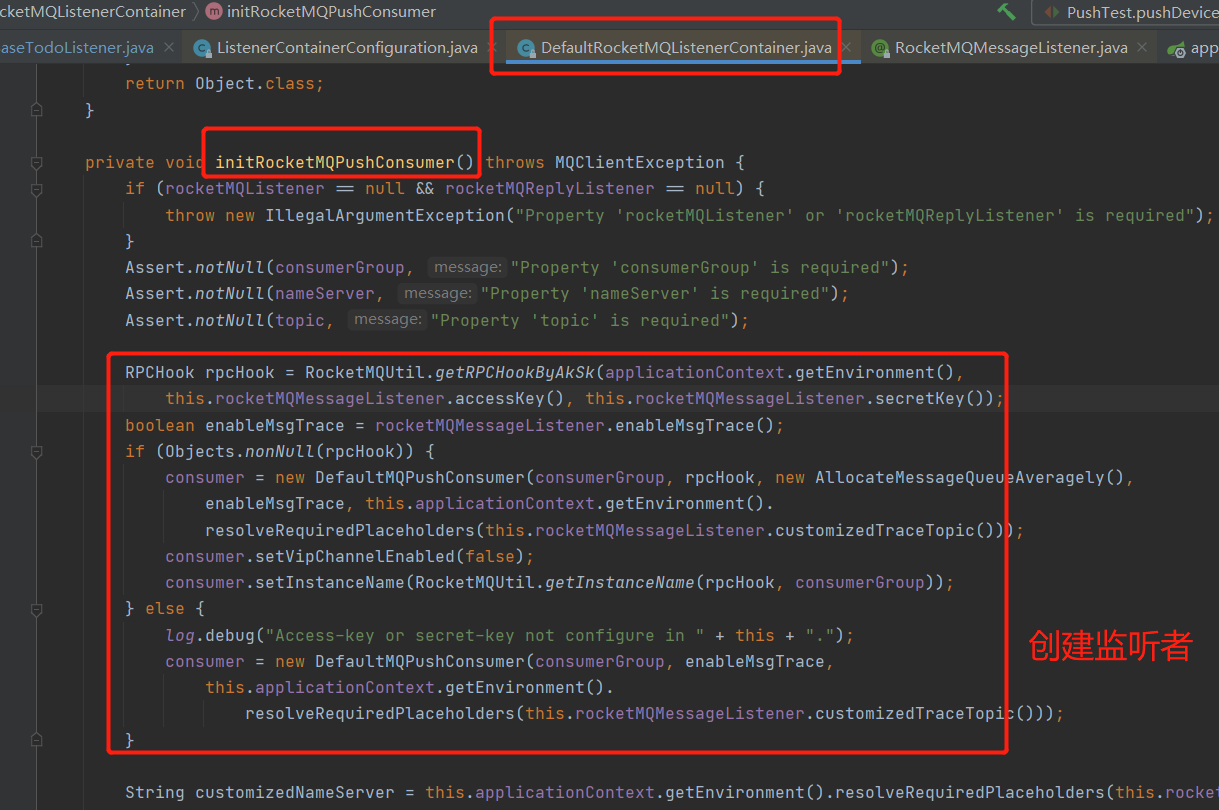 cketMQListenerContainer > m initRocketMQPushConsumer PushTest.pushDevice
aseTodoListener.java × ListenerContainerConfiguration.java × DefaultRocketMQListenerContainer.java × RocketMQMessageListener.java × app
return Object.class;
}
private void initRocketMQPushConsumer() throws MQClientException {
if (rocketMQListener == null && rocketMQReplyListener == null) {
throw new IllegalArgumentException("Property 'rocketMQListener' or 'rocketMQReplyListener' is required");
}
Assert.notNull(consumerGroup, message: "Property 'consumerGroup' is required");
Assert.notNull(nameServer, message: "Property 'nameServer' is required");
Assert.notNull(topic, message: "Property 'topic' is required");
RPCHook rpcHook = RocketMQUtil.getRPCHookByAkSk(applicationContext.getEnvironment(),
this.rocketMQMessageListener.accessKey(), this.rocketMQMessageListener.secretKey());
boolean enableMsgTrace = rocketMQMessageListener.enableMsgTrace();
if (Objects.nonNull(rpcHook)) {
consumer = new DefaultMQPushConsumer(consumerGroup, rpcHook, new AllocateMessageQueueAveragely(),
enableMsgTrace, this.applicationContext.getEnvironment().
resolveRequiredPlaceholders(this.rocketMQMessageListener.customizedTraceTopic()));
consumer.setVipChannelEnabled(false);
consumer.setInstanceName(RocketMQUtil.getInstanceName(rpcHook, consumerGroup));
} else {
log.debug("Access-key or secret-key not configure in " + this + ".");
创建监听者
consumer = new DefaultMQPushConsumer(consumerGroup, enableMsgTrace,
this.applicationContext.getEnvironment().
resolveRequiredPlaceholders(this.rocketMQMessageListener.customizedTraceTopic()));
}
String customizedNameServer = this.applicationContext.getEnvironment().resolveRequiredPlaceholders(this.rocket